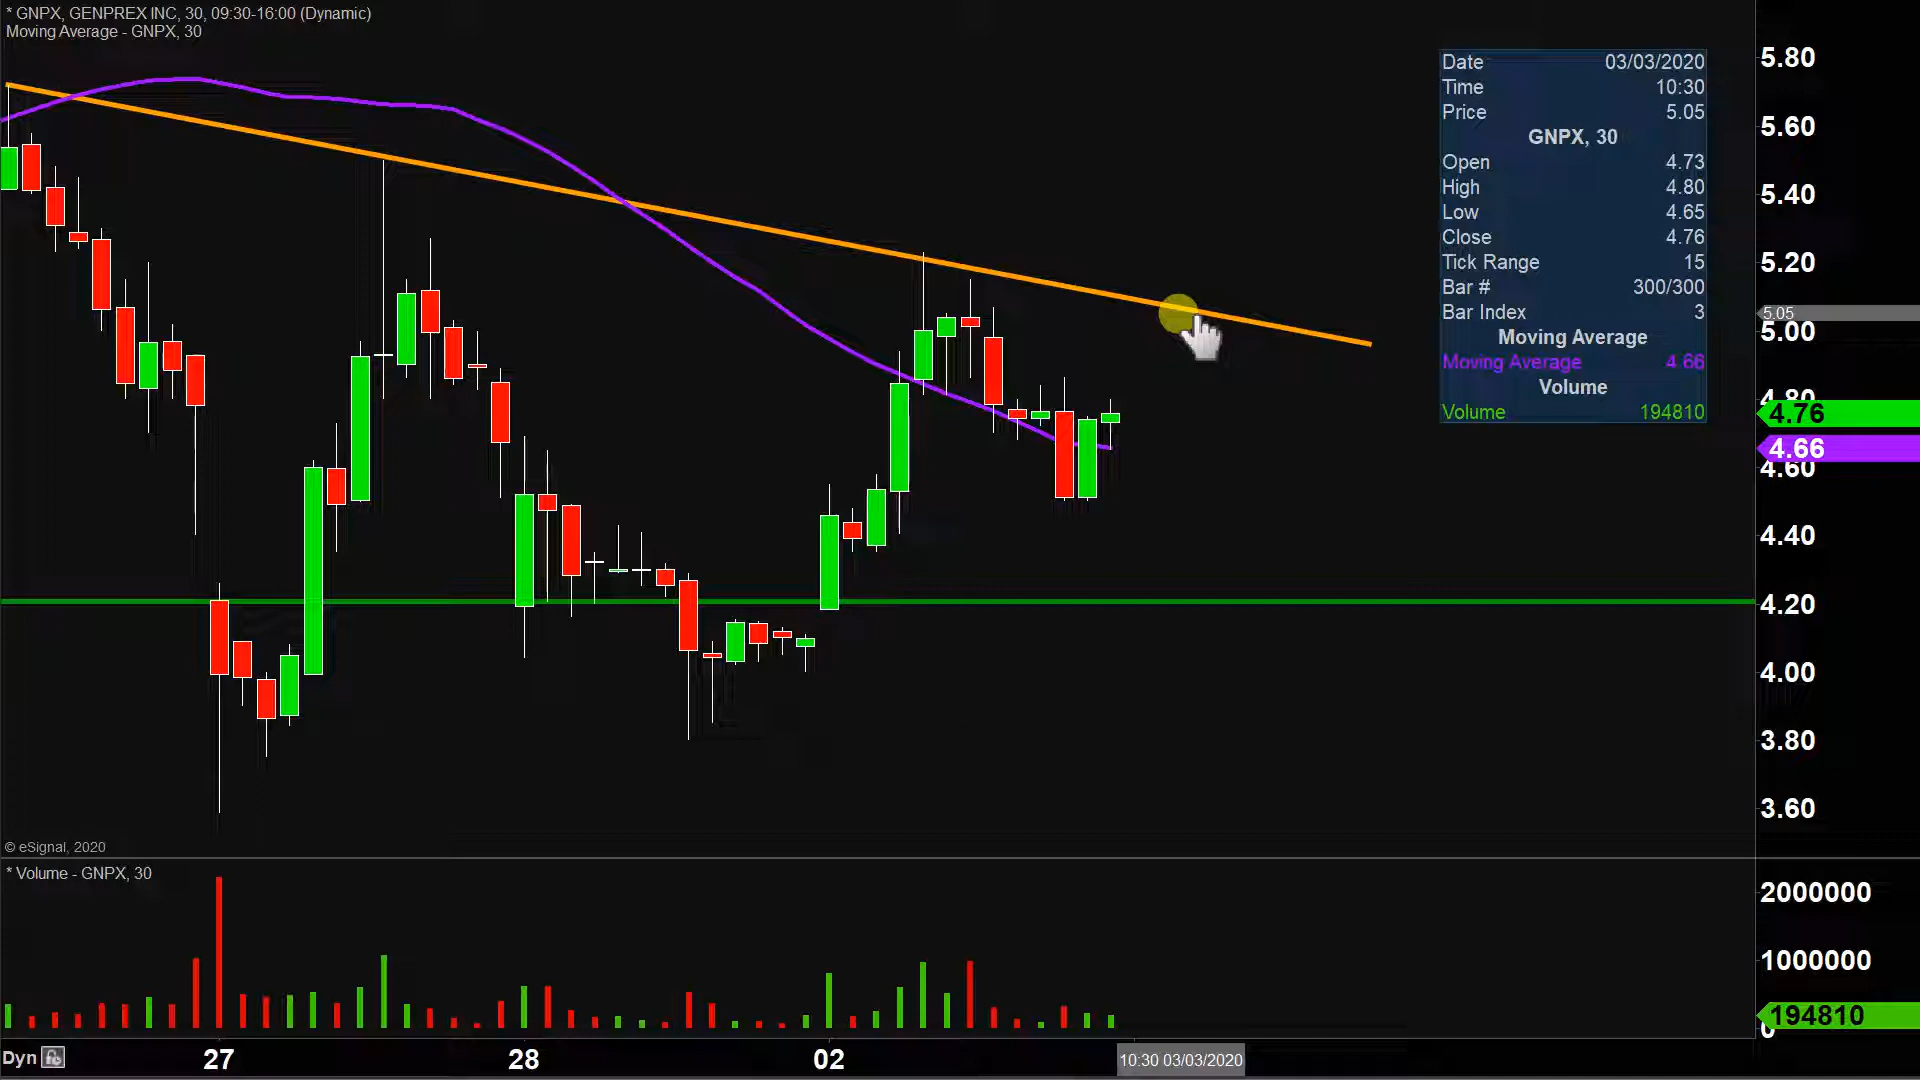 * GNPX, GENPREX INC, 30, 09:30-16:00 (Dynamic)
Moving Average - GNPX, 30
Date 03/03/2020
Time 10:30
Price 5.05
GNPX, 30
Open 4.73
High 4.80
Low 4.65
Close 4.76
Tick Range 15
Bar # 300/300
Bar Index 3
Moving Average
Moving Average 4.66
Volume
Volume 194810
5.80
5.60
5.40
5.20
5.05
5.00
4.80
4.76
4.66
4.60
4.40
4.20
4.00
3.80
3.60
© eSignal, 2020
* Volume - GNPX, 30
2000000
1000000
194810
0
Dyn
27
28
02
10:30 03/03/2020